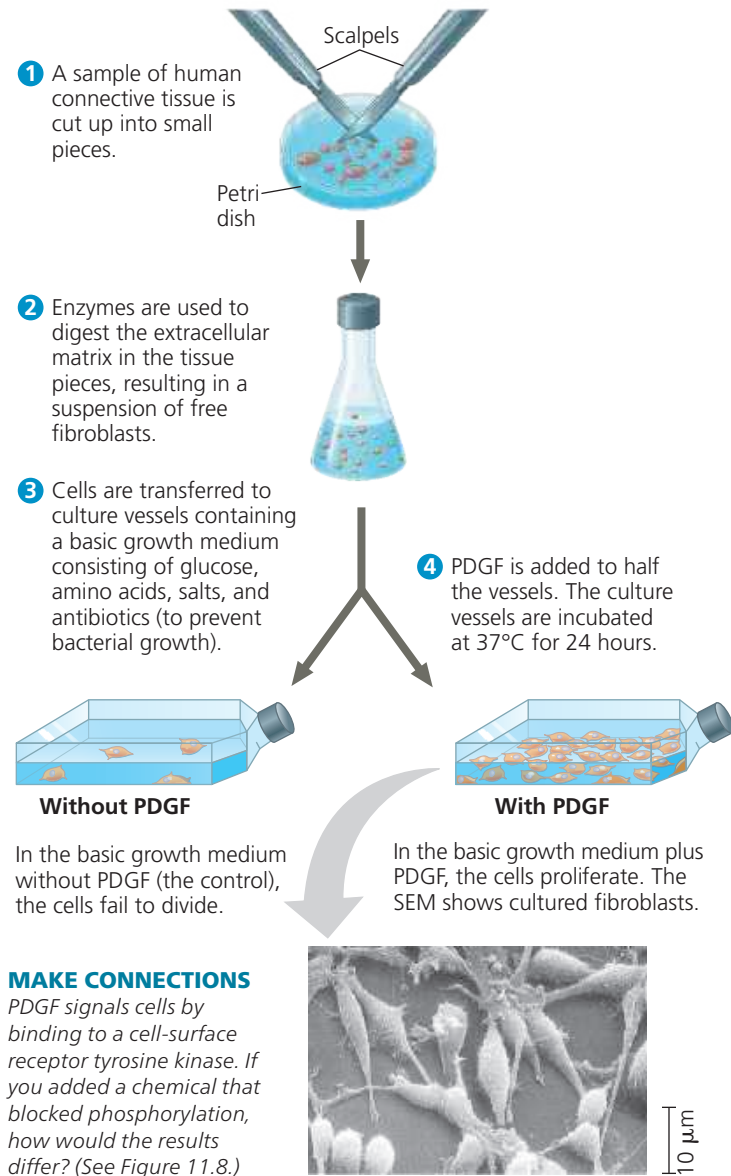 Scalpels
1 A sample of human
connective tissue is
cut up into small
pieces.
Petri
dish
2 Enzymes are used to
digest the extracellular
matrix in the tissue
pieces, resulting in a
suspension of free
fibroblasts.
3 Cells are transferred to
culture vessels containing
a basic growth medium
consisting of glucose,
amino acids, salts, and
antibiotics (to prevent
bacterial growth).
4 PDGF is added to half
the vessels. The culture
vessels are incubated
at 37°C for 24 hours.
Without PDGF
With PDGF
In the basic growth medium
without PDGF (the control),
the cells fail to divide.
In the basic growth medium plus
PDGF, the cells proliferate. The
SEM shows cultured fibroblasts.
MAKE CONNECTIONS
PDGF signals cells by
binding to a cell-surface
receptor tyrosine kinase. If
you added a chemical that
blocked phosphorylation,
how would the results
differ? (See Figure 11.8.)
10 μm